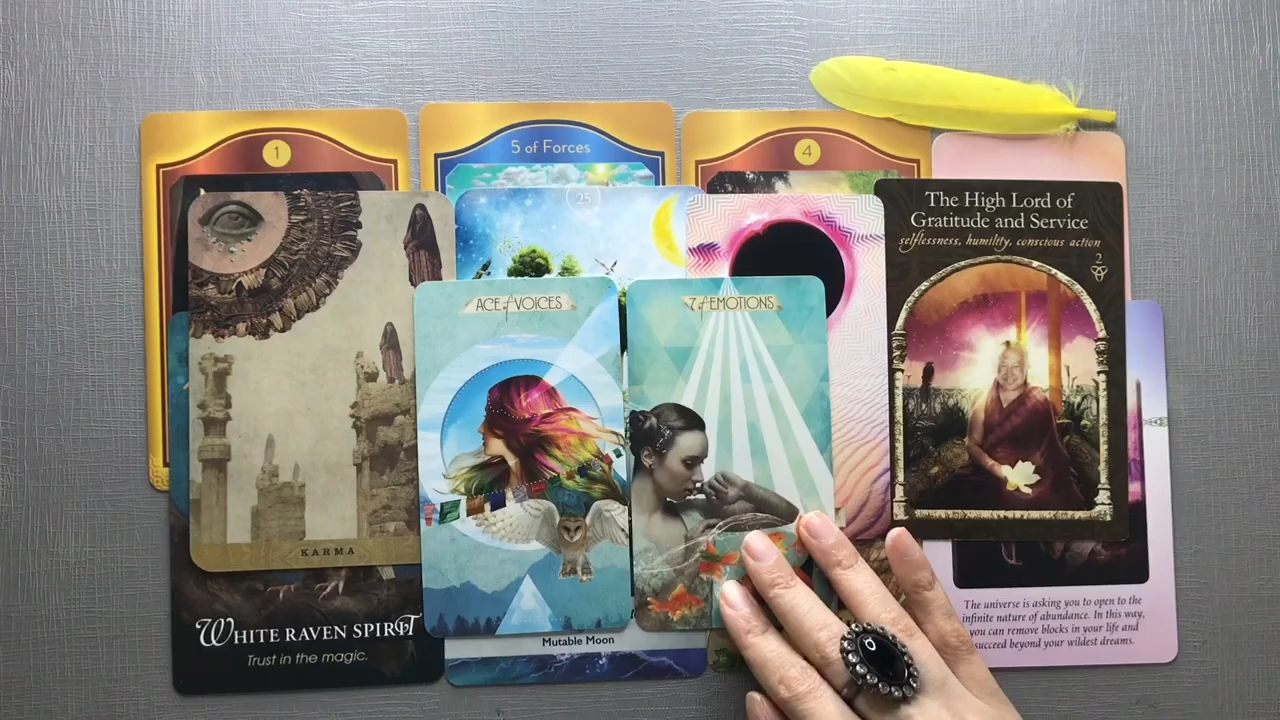 1
5 of Forces
4
25
The High Lord of
Gratitude and Service
selflessness, humility, conscious action
2
ACE of VOICES
7 of EMOTIONS
KARMA
WHITE RAVEN SPIRIT
Trust in the magic.
Mutable Moon
The universe is asking you to open to the
infinite nature of abundance. In this way,
you can remove blocks in your life and
succeed beyond your wildest dreams.